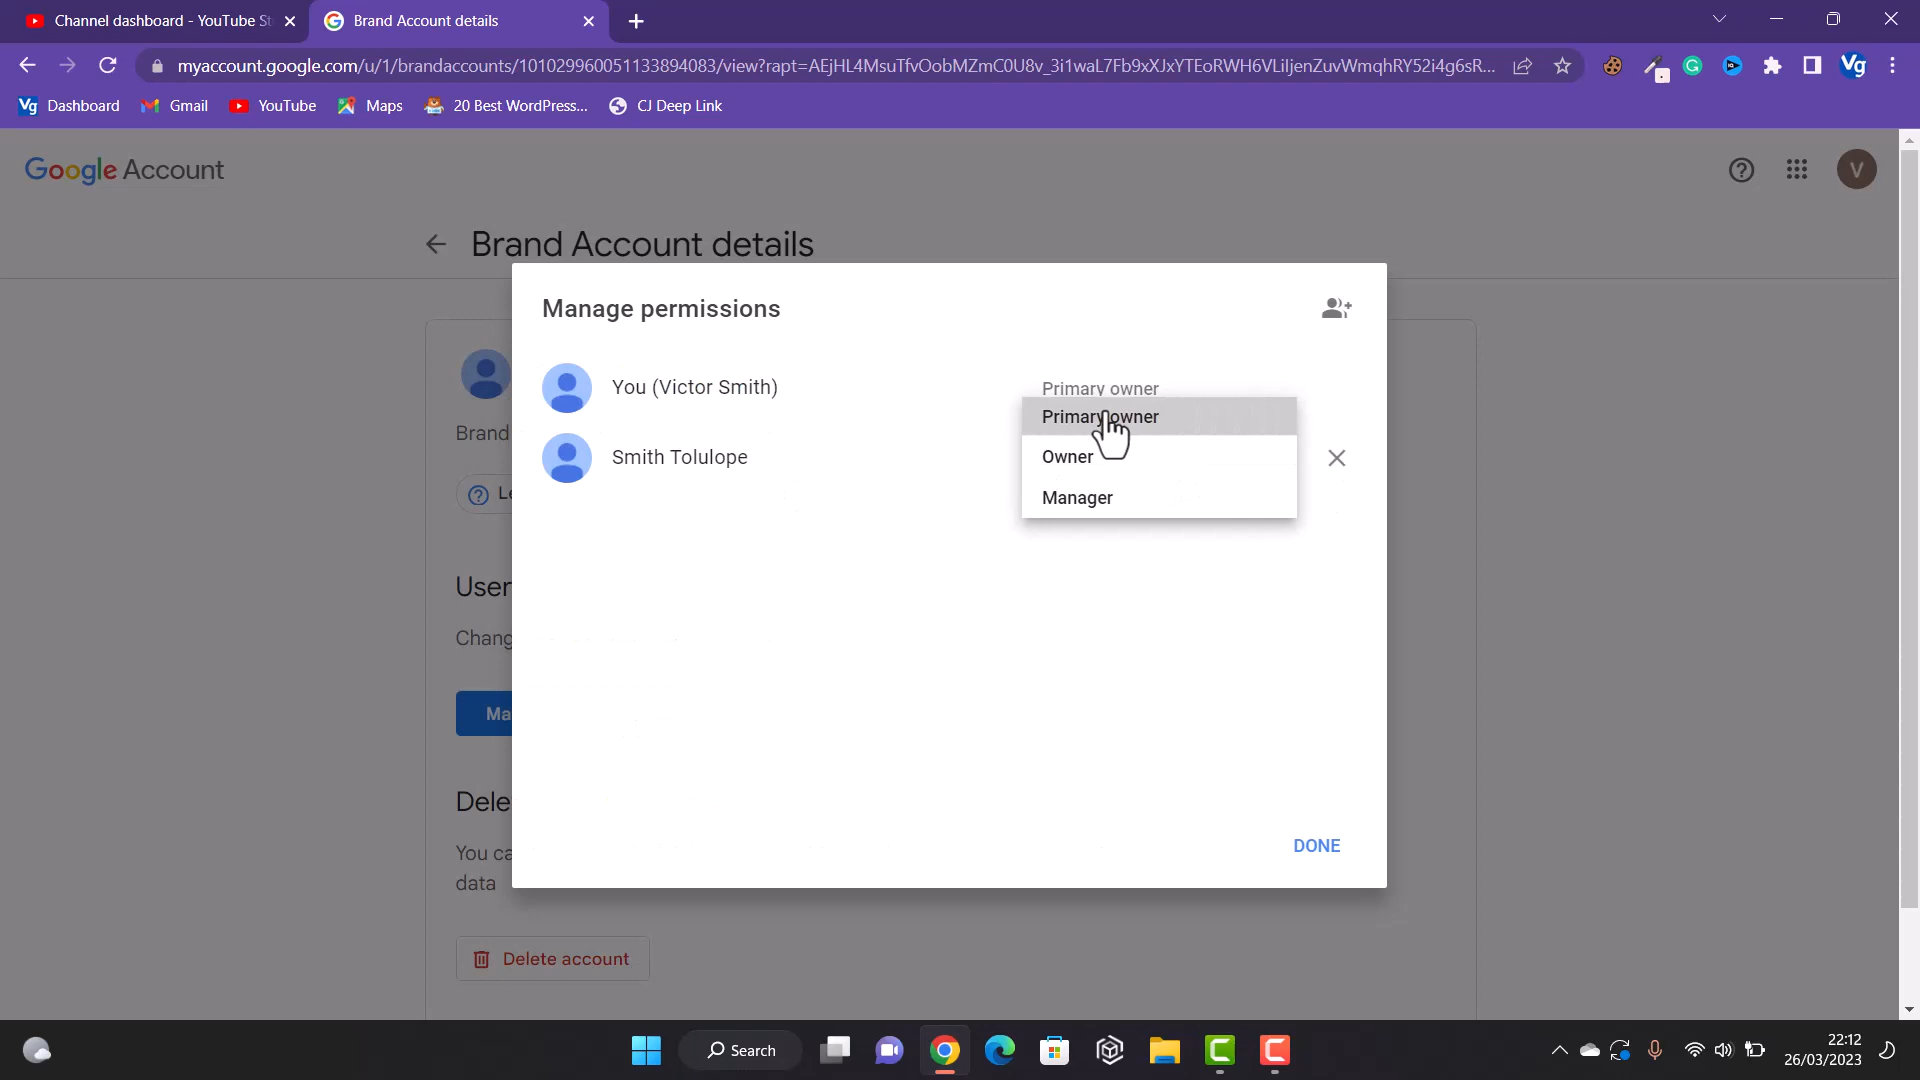 Channel dashboard - YouTube St
Brand Account details
myaccount.google.com/u/1/brandaccounts/101029960051133894083/view?rapt=AEjHL4MsuTfvOobMZmC0U8v_3i1waL7Fb9xXJxYTEoRWH6VLiljenZuvWmqhRY52i4g6sR...
Vg
Vg Dashboard
Gmail
YouTube
Maps
20 Best WordPress...
CJ Deep Link
Google Account
V
Brand Account details
Manage permissions
You (Victor Smith)
Primary owner
Primary owner
Brand
Smith Tolulope
Owner
Le
Manager
User
Chang
Ma
Dele
You ca
DONE
data
Delete account
Search
22:12
26/03/2023